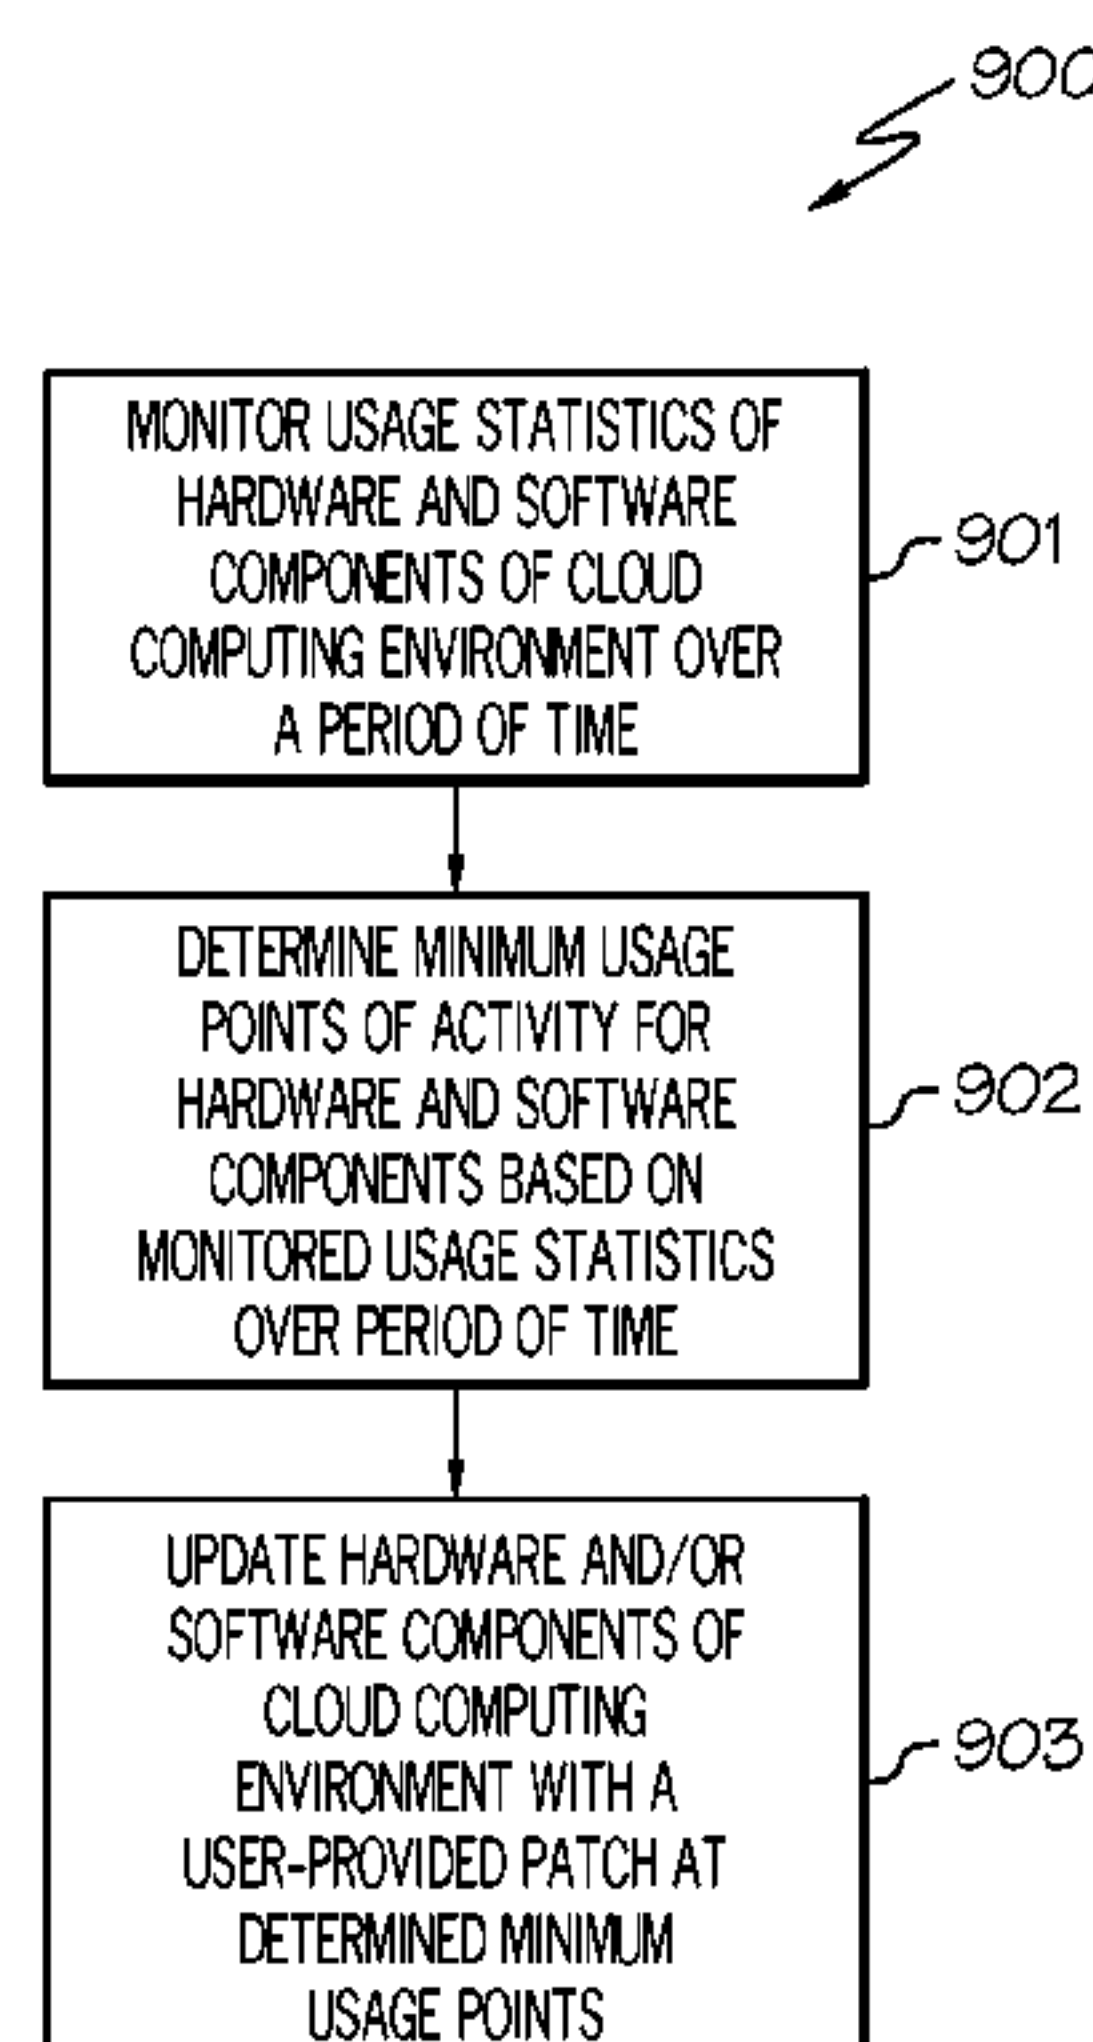 900
MONITOR USAGE STATISTICS OF
HARDWARE AND SOFTWARE
COMPONENTS OF CLOUD
COMPUTING ENVIRONMENT OVER
A PERIOD OF TIME
901
DETERMINE MINIMUM USAGE
POINTS OF ACTIVITY FOR
HARDWARE AND SOFTWARE
COMPONENTS BASED ON
MONITORED USAGE STATISTICS
OVER PERIOD OF TIME
902
UPDATE HARDWARE AND/OR
SOFTWARE COMPONENTS OF
CLOUD COMPUTING
ENVIRONMENT WITH A
USER-PROVIDED PATCH AT
DETERMINED MINIMUM
USAGE POINTS
903